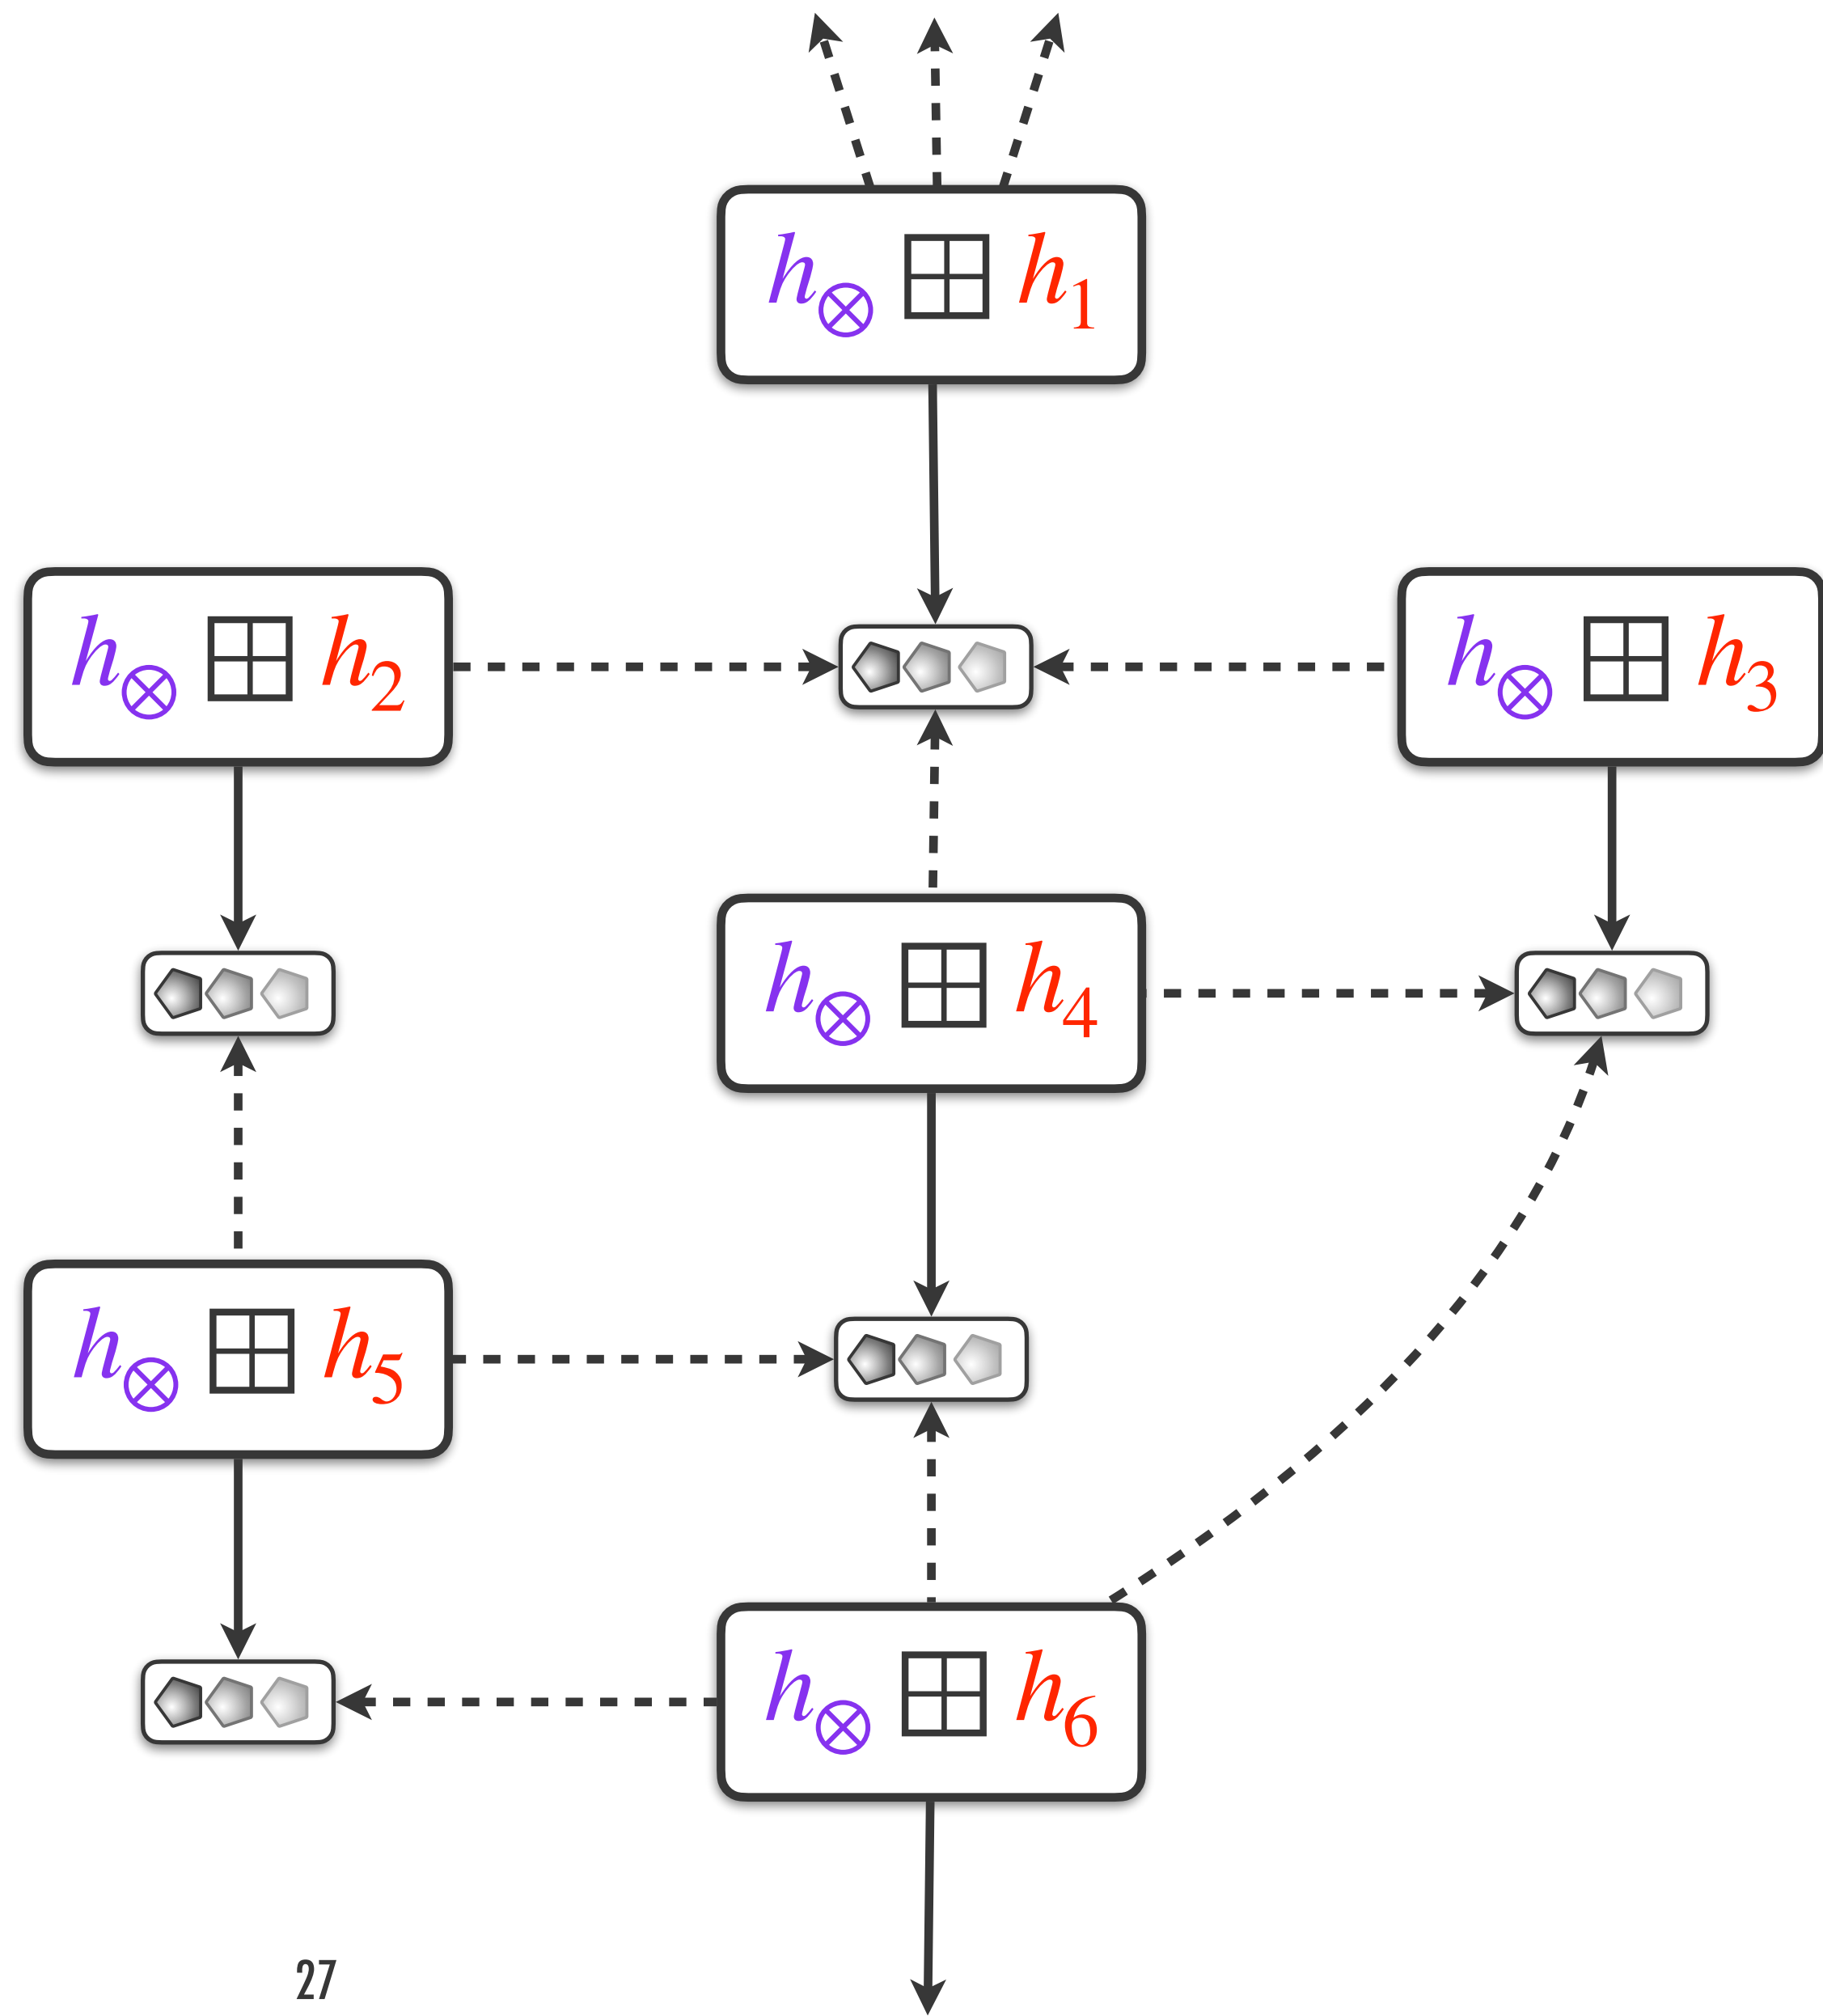 h⊗ ⊞ h1
h⊗ ⊞ h2
h⊗ ⊞ h3
h⊗ ⊞ h4
h⊗ ⊞ h5
h⊗ ⊞ h6
27